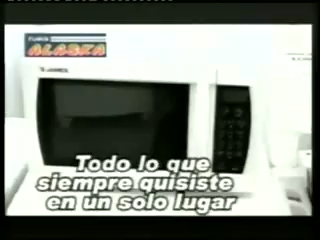 ALASKA
Todo lo que
siempre quisiste
en un solo lugar